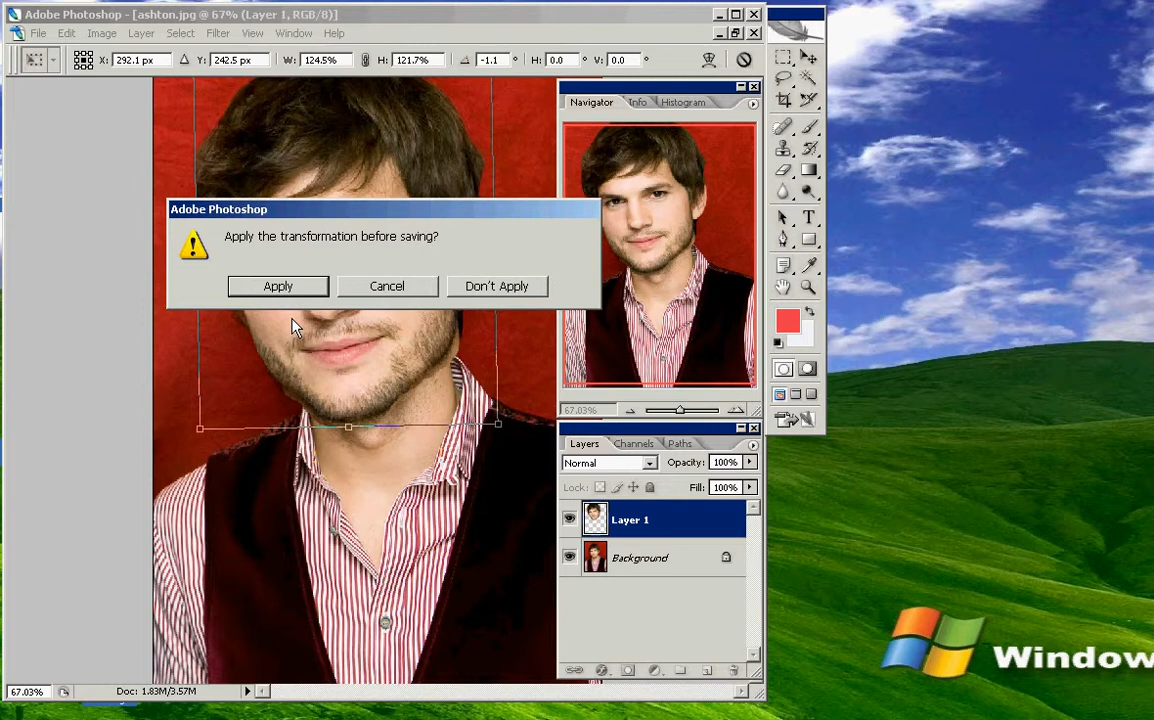 Adobe Photoshop - [ashton.jpg @ 67% (Layer 1, RGB/8)]
File Edit Image Layer Select Filter View Window Help
X: 292.1 px Y: 242.5 px W: 124.5% H: 121.7% -1.1 ° H: 0.0 ° V: 0.0 °
Navigator Info Histogram
Adobe Photoshop
Apply the transformation before saving?
Apply Cancel Don't Apply
67.03%
Layers Channels Paths
Normal Opacity: 100%
Lock: Fill: 100%
Layer 1
Background
67.03% Doc: 1.83M/3.57M
Window